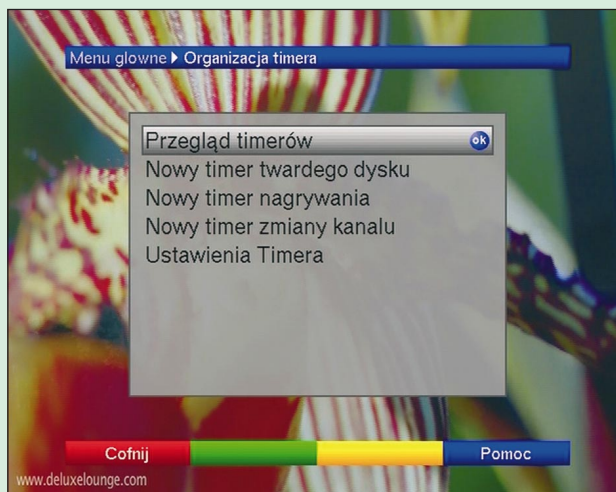 Menu glowne ▶ Organizacja timera
Przegląd timerów ok
Nowy timer twardego dysku
Nowy timer nagrywania
Nowy timer zmiany kanalu
Ustawienia Timera
Cofnij Pomoc
www.deluxelounge.com